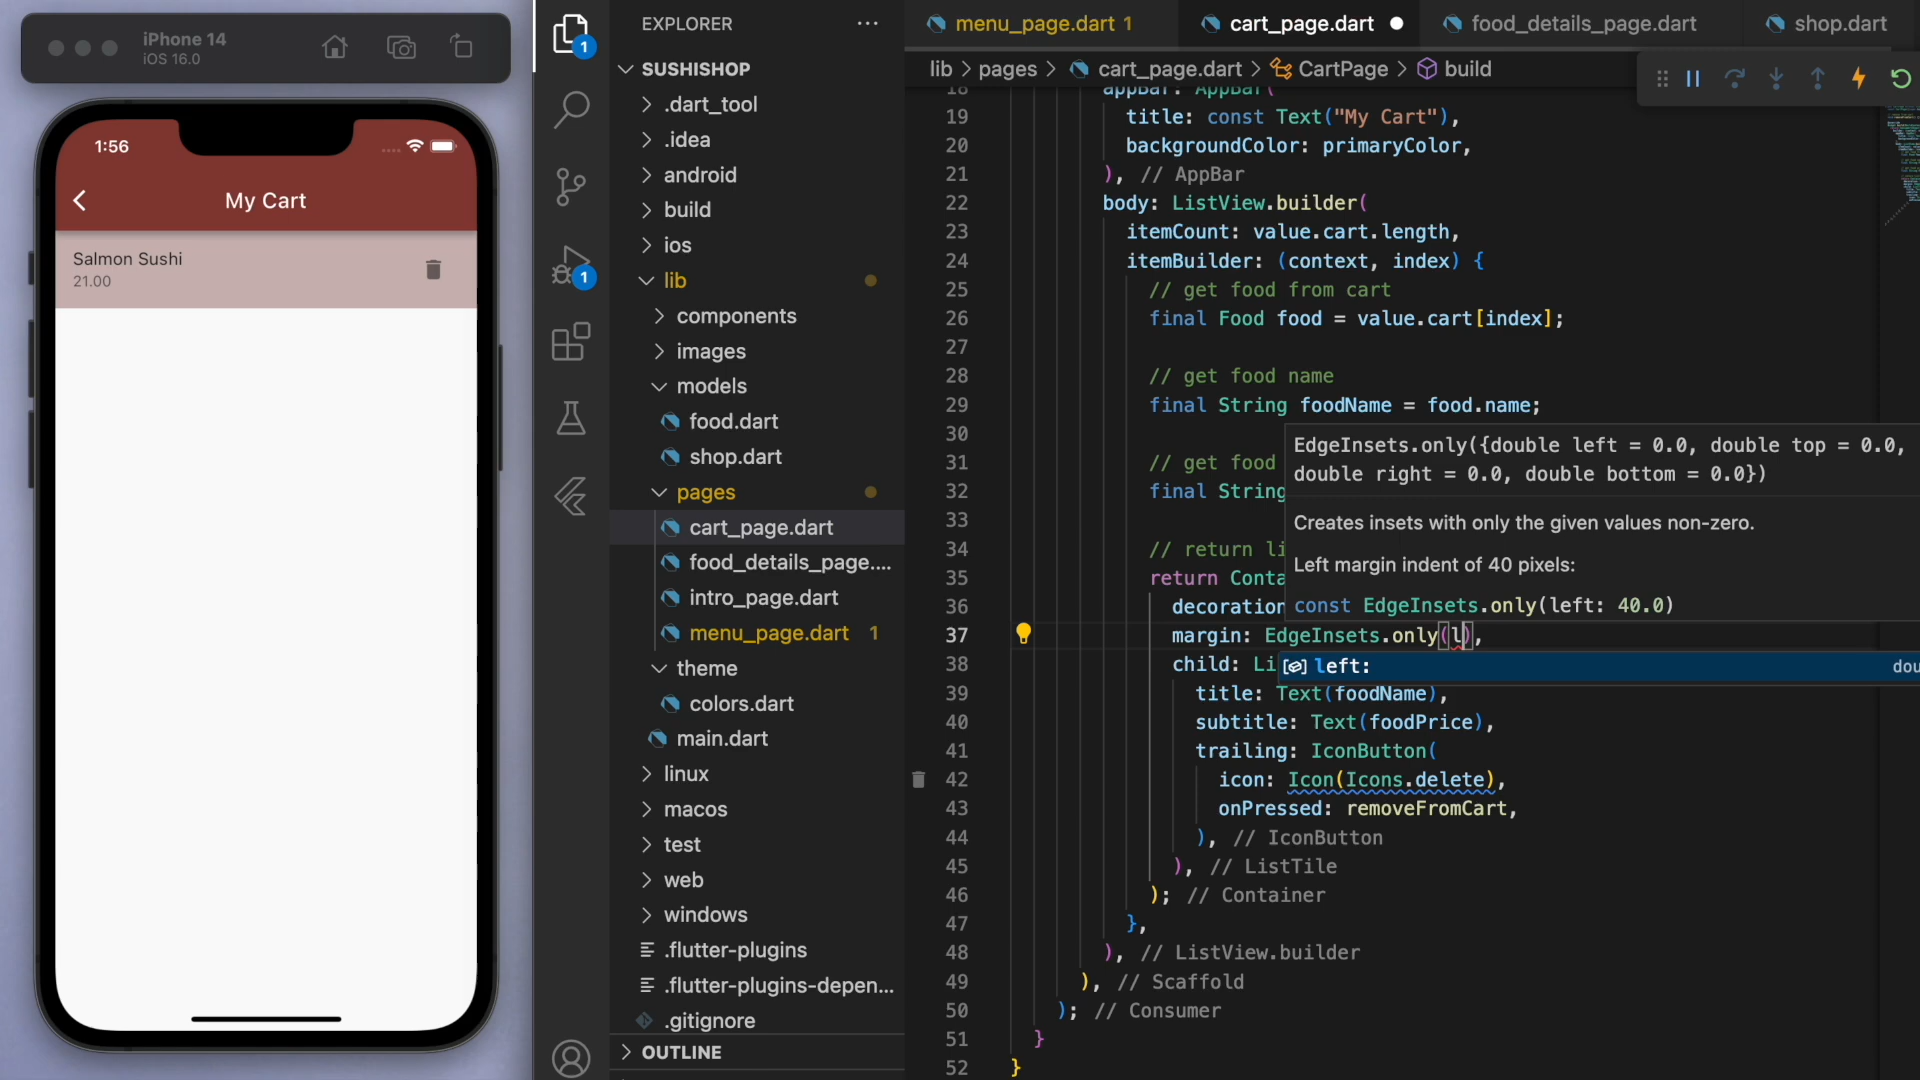 iPhone 14
iOS 16.0
1:56
My Cart
Salmon Sushi
21.00
1
1
EXPLORER
SUSHISHOP
.dart_tool
.idea
android
build
ios
lib
components
images
models
food.dart
shop.dart
pages
cart_page.dart
food_details_page....
intro_page.dart
menu_page.dart 1
theme
colors.dart
main.dart
linux
macos
test
web
windows
.flutter-plugins
.flutter-plugins-depen...
.gitignore
OUTLINE
menu_page.dart 1
cart_page.dart
food_details_page.dart
shop.dart
lib > pages > cart_page.dart > CartPage > build
18 appBar: AppBar(
19 title: const Text("My Cart"),
20 backgroundColor: primaryColor,
21 ), // AppBar
22 body: ListView.builder(
23 itemCount: value.cart.length,
24 itemBuilder: (context, index) {
25 // get food from cart
26 final Food food = value.cart[index];
27
28 // get food name
29 final String foodName = food.name;
30
31 // get food
32 final String
33
34 // return li
35 return Conta
36 decoration
37 margin: EdgeInsets.only(l),
38 child: Li
39 title: Text(foodName),
40 subtitle: Text(foodPrice),
41 trailing: IconButton(
42 icon: Icon(Icons.delete),
43 onPressed: removeFromCart,
44 ), // IconButton
45 ), // ListTile
46 ); // Container
47 },
48 ), // ListView.builder
49 ), // Scaffold
50 ); // Consumer
51 }
52 }
EdgeInsets.only({double left = 0.0, double top = 0.0,
double right = 0.0, double bottom = 0.0})
Creates insets with only the given values non-zero.
Left margin indent of 40 pixels:
const EdgeInsets.only(left: 40.0)
left: dou